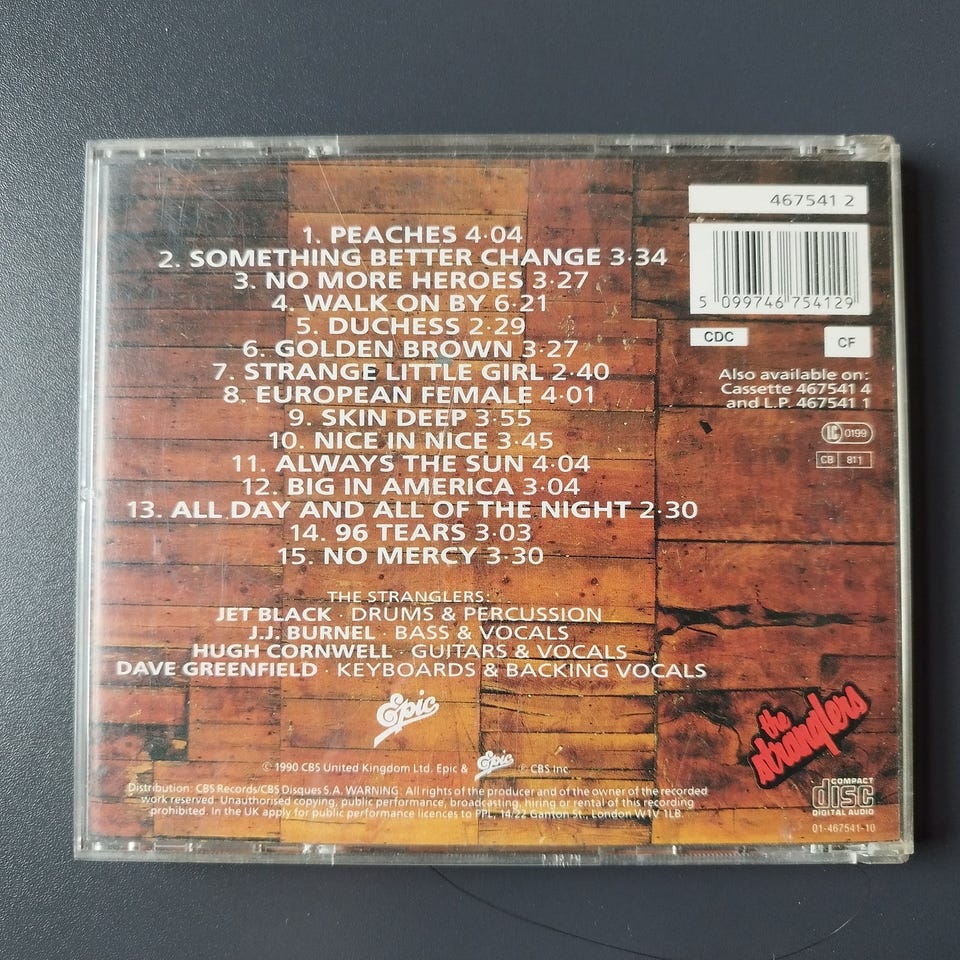 467541 2
5 099746 754129
CDC
CF
Also available on:
Cassette 467541 4
and L.P. 467541 1
LC 0199
CB 811
1. PEACHES 4·04
2. SOMETHING BETTER CHANGE 3·34
3. NO MORE HEROES 3·27
4. WALK ON BY 6·21
5. DUCHESS 2·29
6. GOLDEN BROWN 3·27
7. STRANGE LITTLE GIRL 2·40
8. EUROPEAN FEMALE 4·01
9. SKIN DEEP 3·55
10. NICE IN NICE 3·45
11. ALWAYS THE SUN 4·04
12. BIG IN AMERICA 3·04
13. ALL DAY AND ALL OF THE NIGHT 2·30
14. 96 TEARS 3·03
15. NO MERCY 3·30
THE STRANGLERS:
JET BLACK · DRUMS & PERCUSSION
J.J. BURNEL · BASS & VOCALS
HUGH CORNWELL · GUITARS & VOCALS
DAVE GREENFIELD · KEYBOARDS & BACKING VOCALS
Epic
the
stranglers
© 1990 CBS United Kingdom Ltd. Epic & Epic ® CBS Inc.
Distribution: CBS Records/CBS Disques S.A. WARNING: All rights of the producer and of the owner of the recorded
work reserved. Unauthorised copying, public performance, broadcasting, hiring or rental of this recording
prohibited. In the UK apply for public performance licences to PPL, 14/22 Ganton St., London W1V 1LB.
COMPACT
disc
DIGITAL AUDIO
01-467541-10